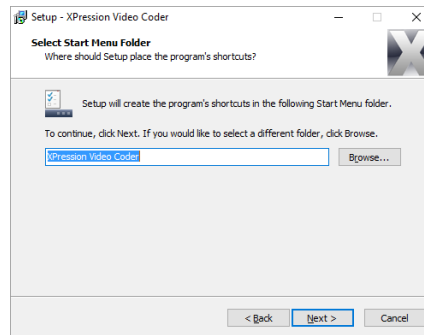 Setup - XPression Video Coder
Select Start Menu Folder
Where should Setup place the program's shortcuts?
X
Setup will create the program's shortcuts in the following Start Menu folder.
To continue, click Next. If you would like to select a different folder, click Browse.
XPression Video Coder
Browse...
< Back
Next >
Cancel